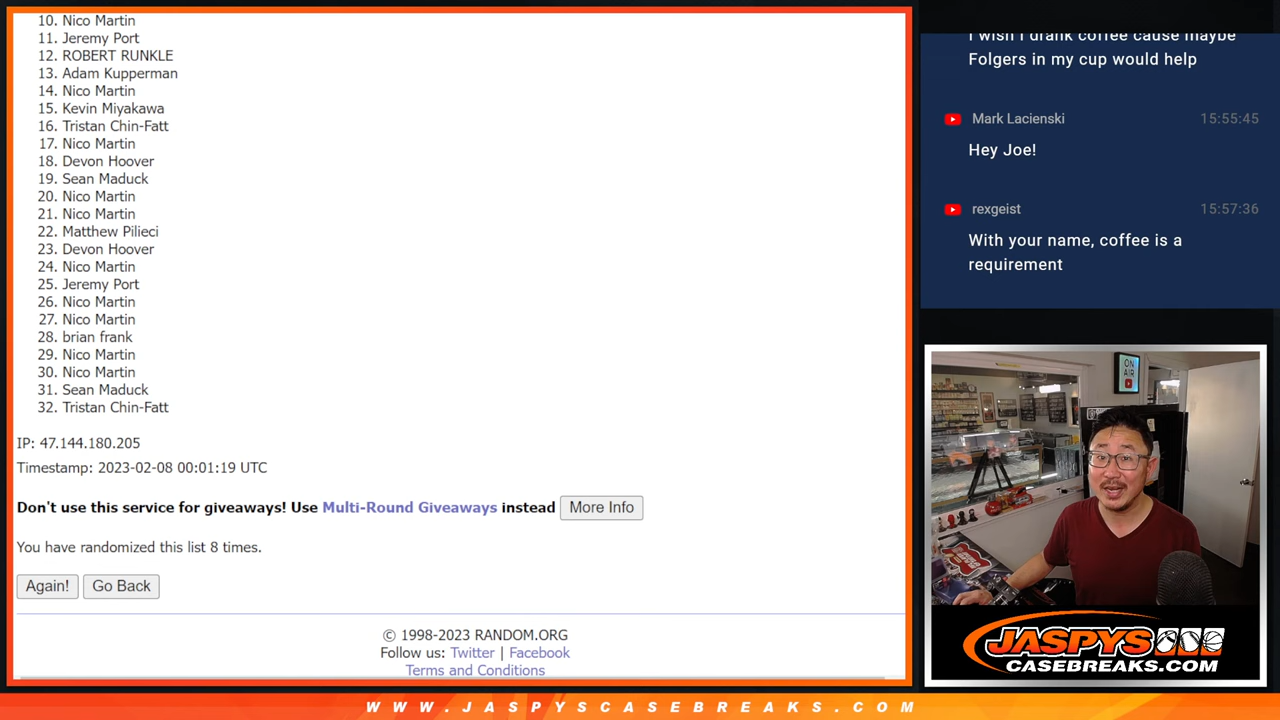 10. Nico Martin
11. Jeremy Port
12. ROBERT RUNKLE
13. Adam Kupperman
14. Nico Martin
15. Kevin Miyakawa
16. Tristan Chin-Fatt
17. Nico Martin
18. Devon Hoover
19. Sean Maduck
20. Nico Martin
21. Nico Martin
22. Matthew Pilieci
23. Devon Hoover
24. Nico Martin
25. Jeremy Port
26. Nico Martin
27. Nico Martin
28. brian frank
29. Nico Martin
30. Nico Martin
31. Sean Maduck
32. Tristan Chin-Fatt
IP: 47.144.180.205
Timestamp: 2023-02-08 00:01:19 UTC
Don't use this service for giveaways! Use Multi-Round Giveaways instead More Info
You have randomized this list 8 times.
Again! Go Back
© 1998-2023 RANDOM.ORG
Follow us: Twitter | Facebook
Terms and Conditions
I wish I drank coffee cause maybe
Folgers in my cup would help
Mark Lacienski 15:55:45
Hey Joe!
rexgeist 15:57:36
With your name, coffee is a
requirement
ON
AIR
JASPYS
CASEBREAKS.COM
WWW.JASPYSCASEBREAKS.COM